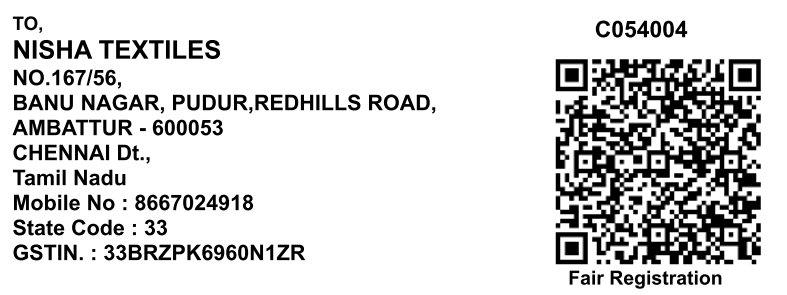 TO,
NISHA TEXTILES
NO.167/56,
BANU NAGAR, PUDUR,REDHILLS ROAD,
AMBATTUR - 600053
CHENNAI Dt.,
Tamil Nadu
Mobile No : 8667024918
State Code : 33
GSTIN. : 33BRZPK6960N1ZR
C054004
Fair Registration